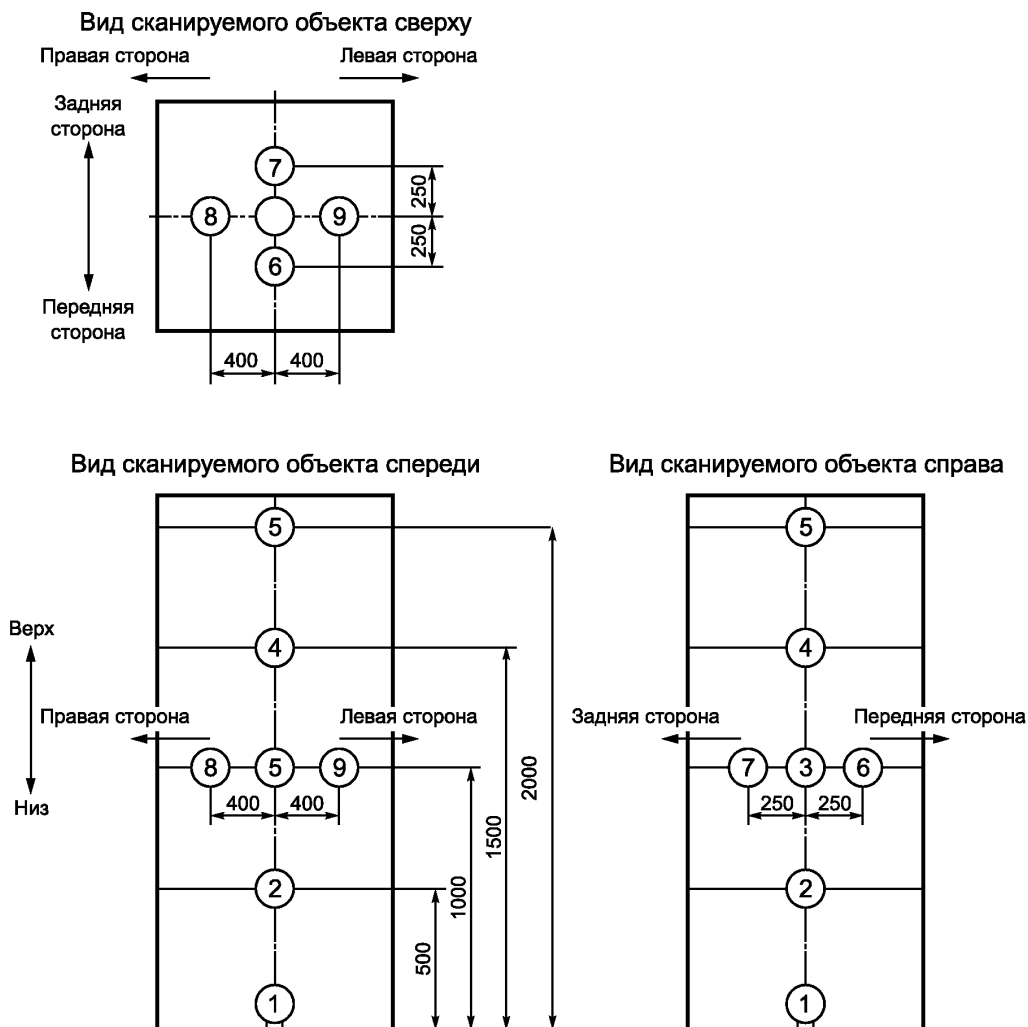 Вид сканируемого объекта сверху
Правая сторона
Левая сторона
Задняя
сторона
7
8
9
6
250
250
Передняя
сторона
400
400
Вид сканируемого объекта спереди
Вид сканируемого объекта справа
5
4
Верх
Правая сторона
Левая сторона
8
5
9
400
400
Низ
2
1
500
1000
1500
2000
5
4
Задняя сторона
Передняя сторона
7
3
6
250
250
2
1